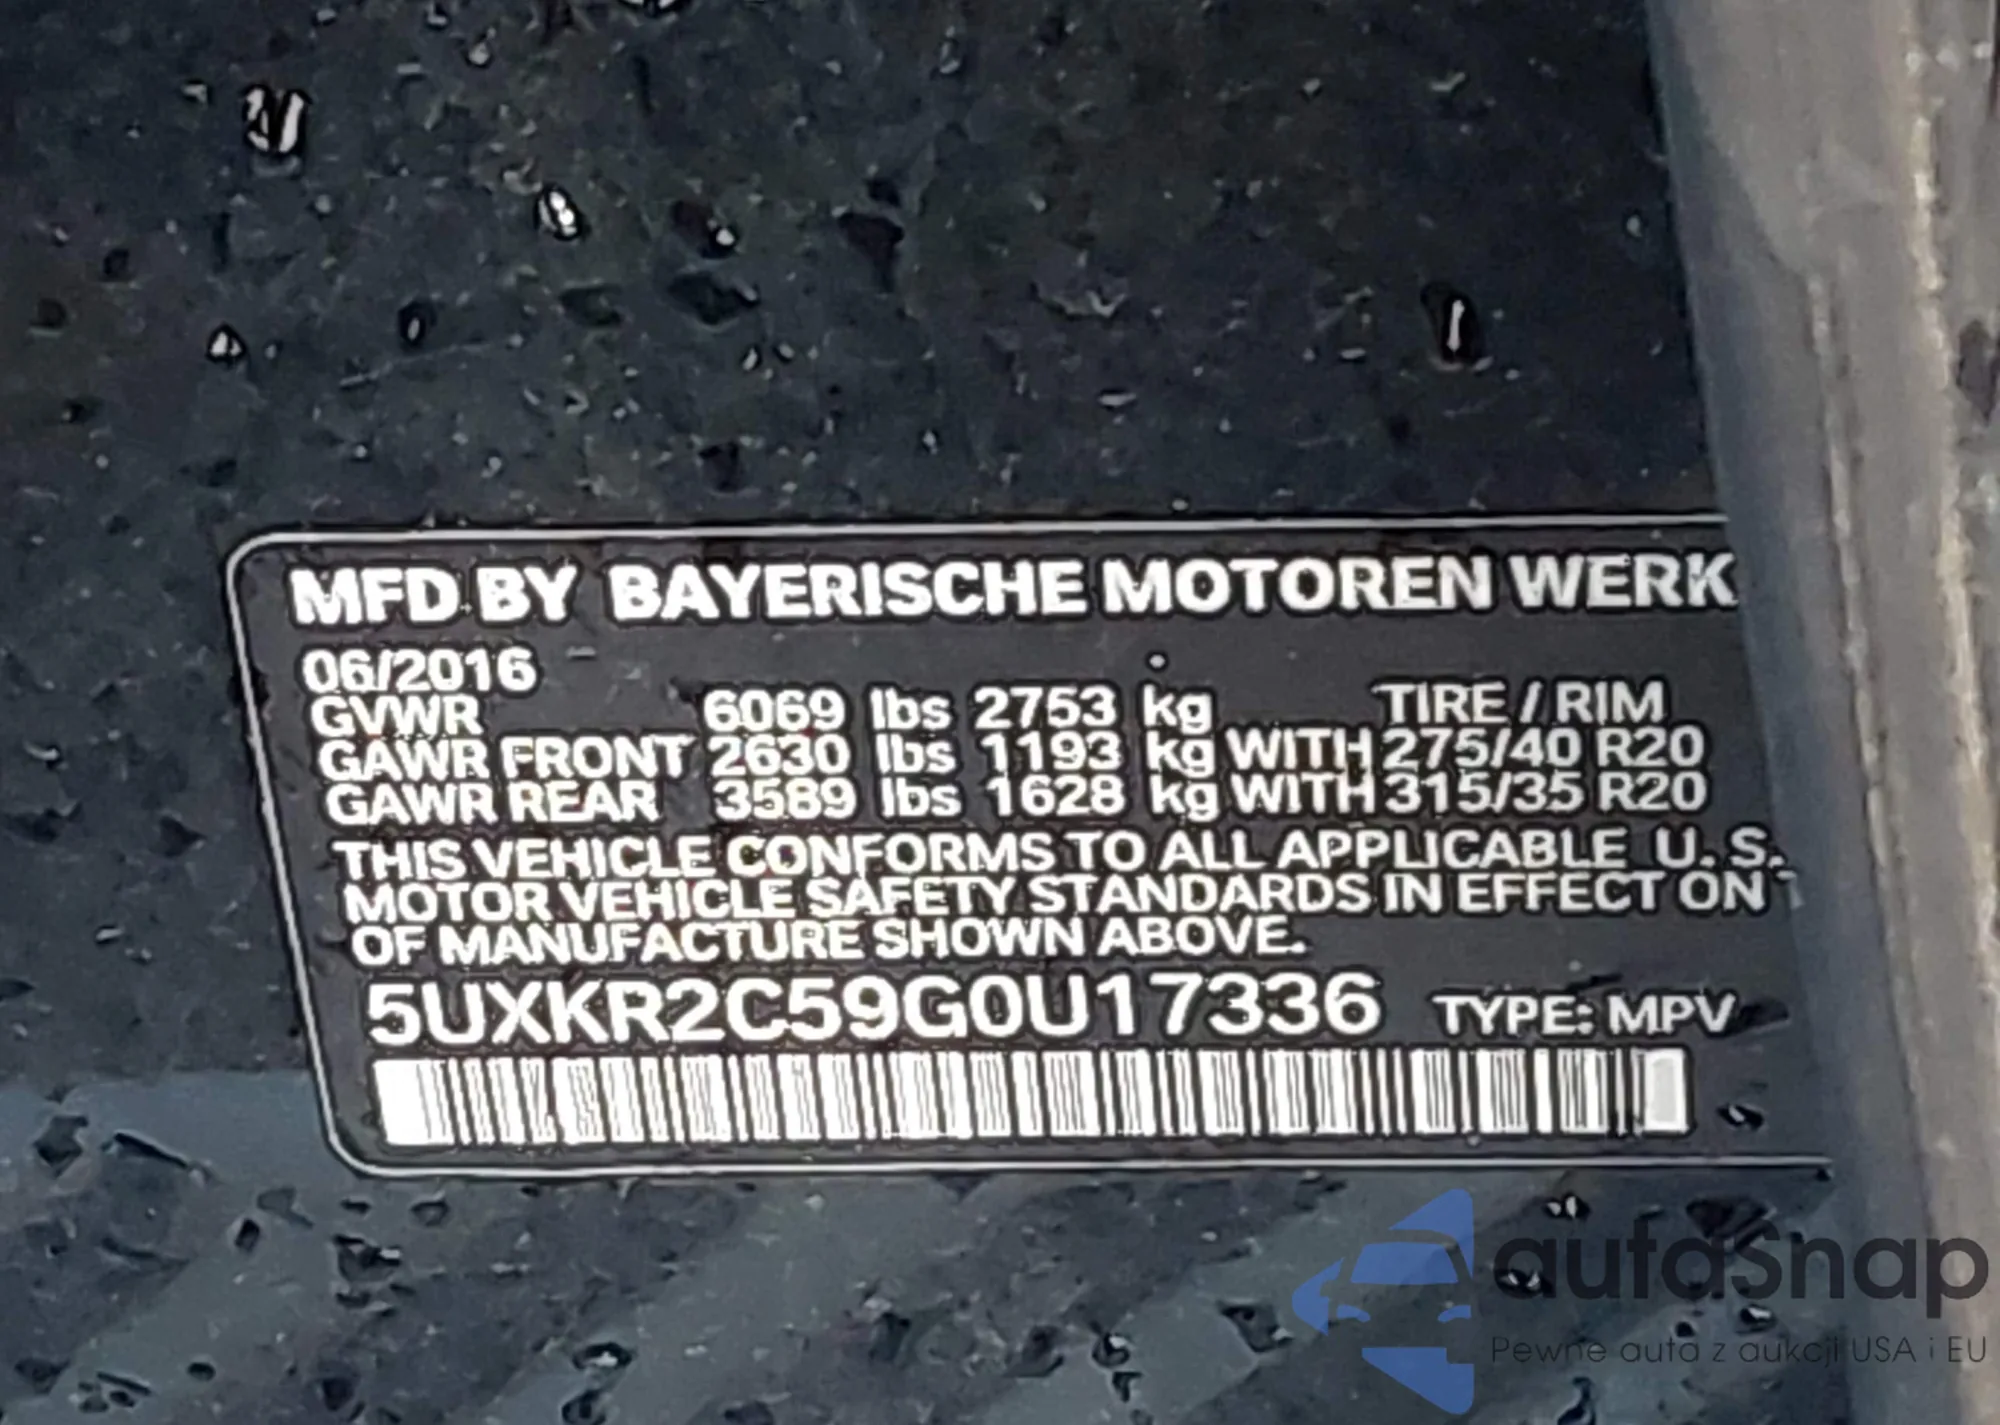 MFD BY BAYERISCHE MOTOREN WERK
06/2016
GVWR 6069 lbs 2753 kg TIRE / RIM
GAWR FRONT 2630 lbs 1193 kg WITH 275/40 R20
GAWR REAR 3589 lbs 1628 kg WITH 315/35 R20
THIS VEHICLE CONFORMS TO ALL APPLICABLE U. S.
MOTOR VEHICLE SAFETY STANDARDS IN EFFECT ON
OF MANUFACTURE SHOWN ABOVE.
5UXKR2C59G0U17336 TYPE: MPV
autaSnap
Pewne auta z aukcji USA i EU